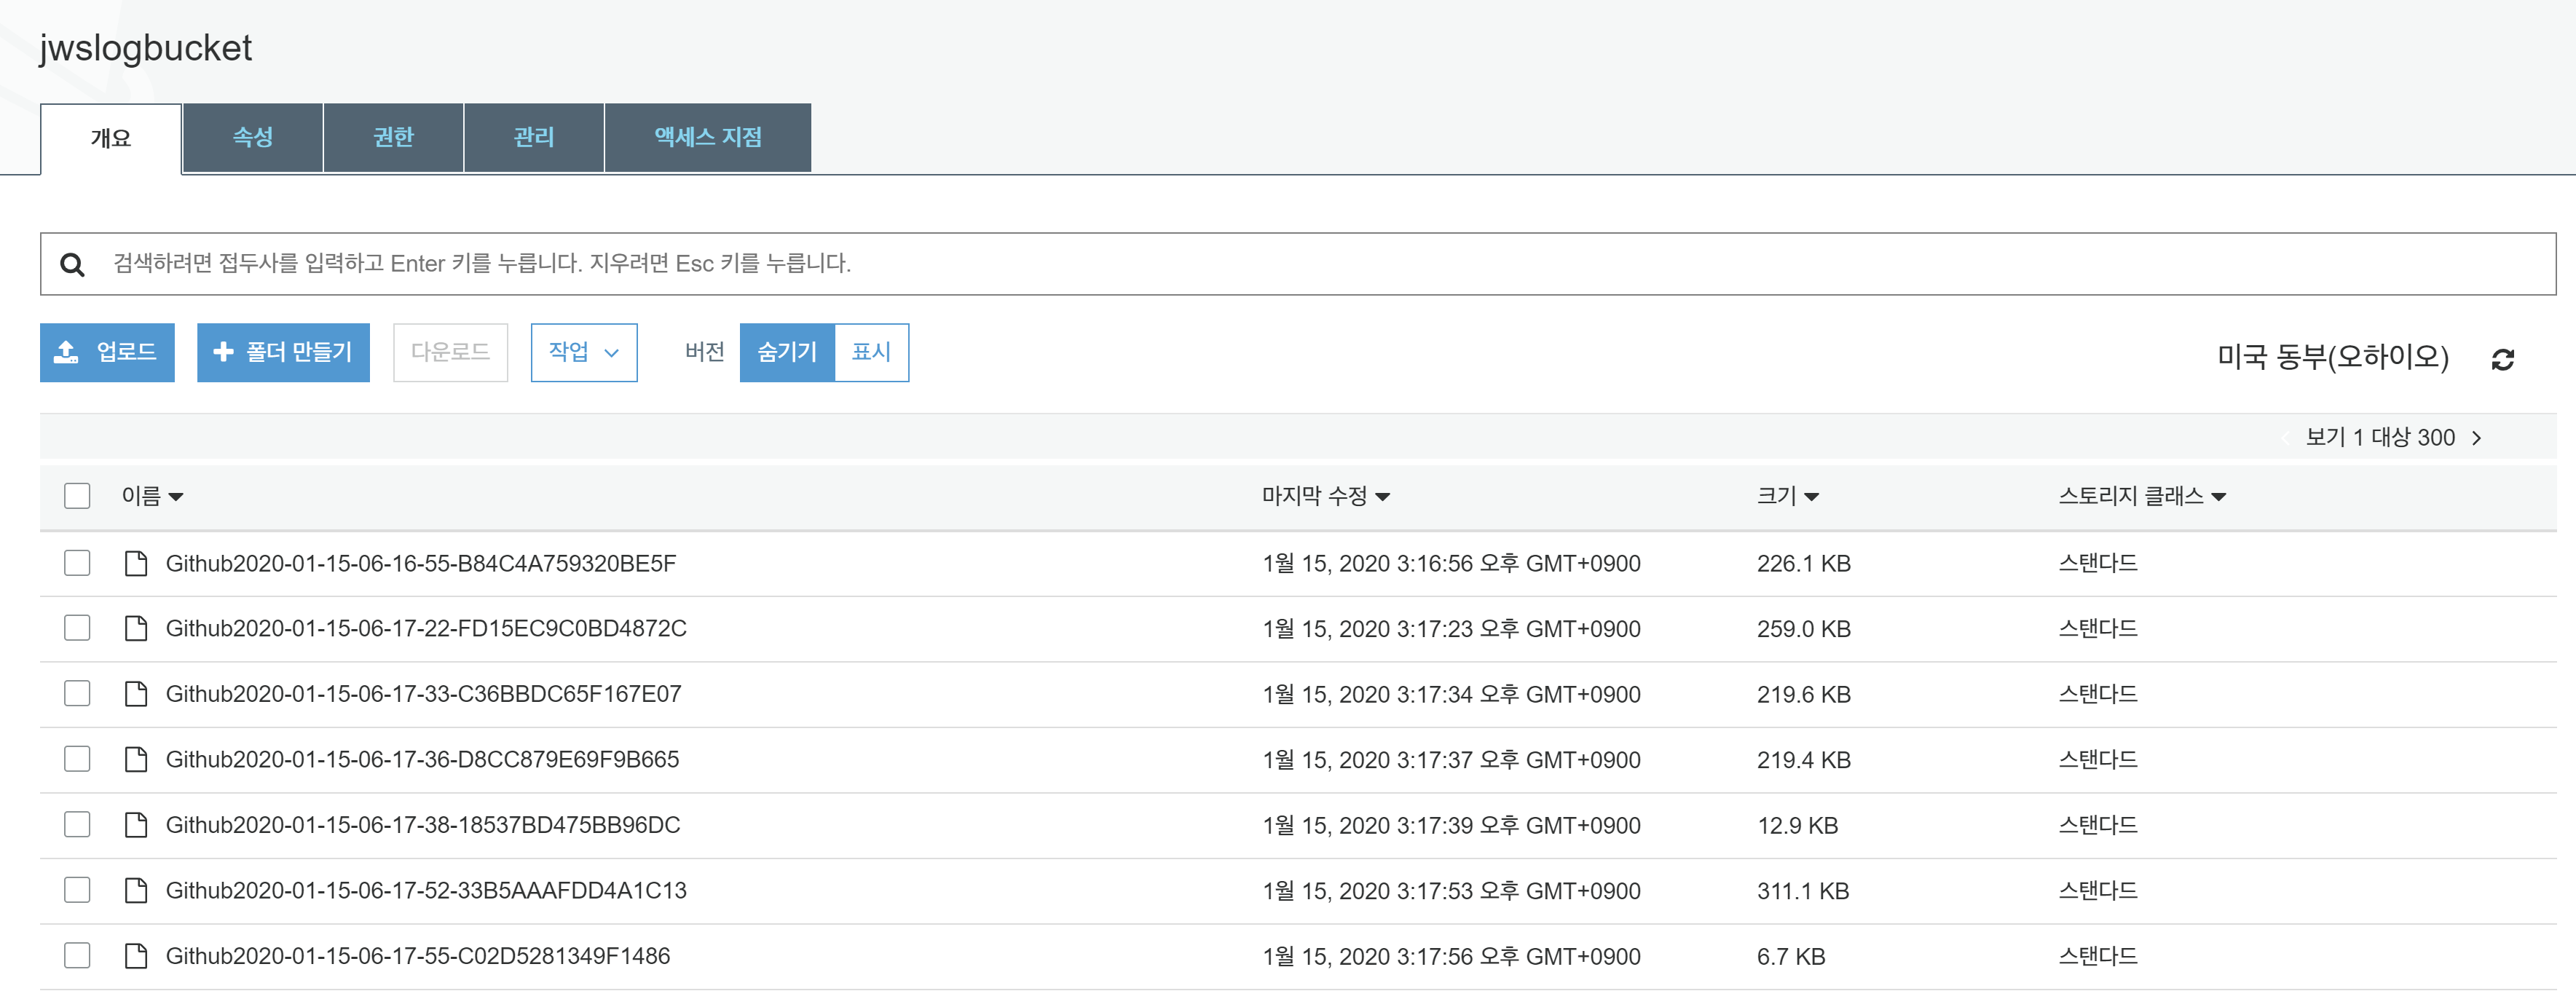 jwslogbucket
개요 속성 권한 관리 액세스 지점
검색하려면 접두사를 입력하고 Enter 키를 누릅니다. 지우려면 Esc 키를 누릅니다.
업로드 폴더 만들기 다운로드 작업 버전 숨기기 표시 미국 동부(오하이오)
보기 1 대상 300
이름 마지막 수정 크기 스토리지 클래스
Github2020-01-15-06-16-55-B84C4A759320BE5F 1월 15, 2020 3:16:56 오후 GMT+0900 226.1 KB 스탠다드
Github2020-01-15-06-17-22-FD15EC9C0BD4872C 1월 15, 2020 3:17:23 오후 GMT+0900 259.0 KB 스탠다드
Github2020-01-15-06-17-33-C36BBDC65F167E07 1월 15, 2020 3:17:34 오후 GMT+0900 219.6 KB 스탠다드
Github2020-01-15-06-17-36-D8CC879E69F9B665 1월 15, 2020 3:17:37 오후 GMT+0900 219.4 KB 스탠다드
Github2020-01-15-06-17-38-18537BD475BB96DC 1월 15, 2020 3:17:39 오후 GMT+0900 12.9 KB 스탠다드
Github2020-01-15-06-17-52-33B5AAAFDD4A1C13 1월 15, 2020 3:17:53 오후 GMT+0900 311.1 KB 스탠다드
Github2020-01-15-06-17-55-C02D5281349F1486 1월 15, 2020 3:17:56 오후 GMT+0900 6.7 KB 스탠다드